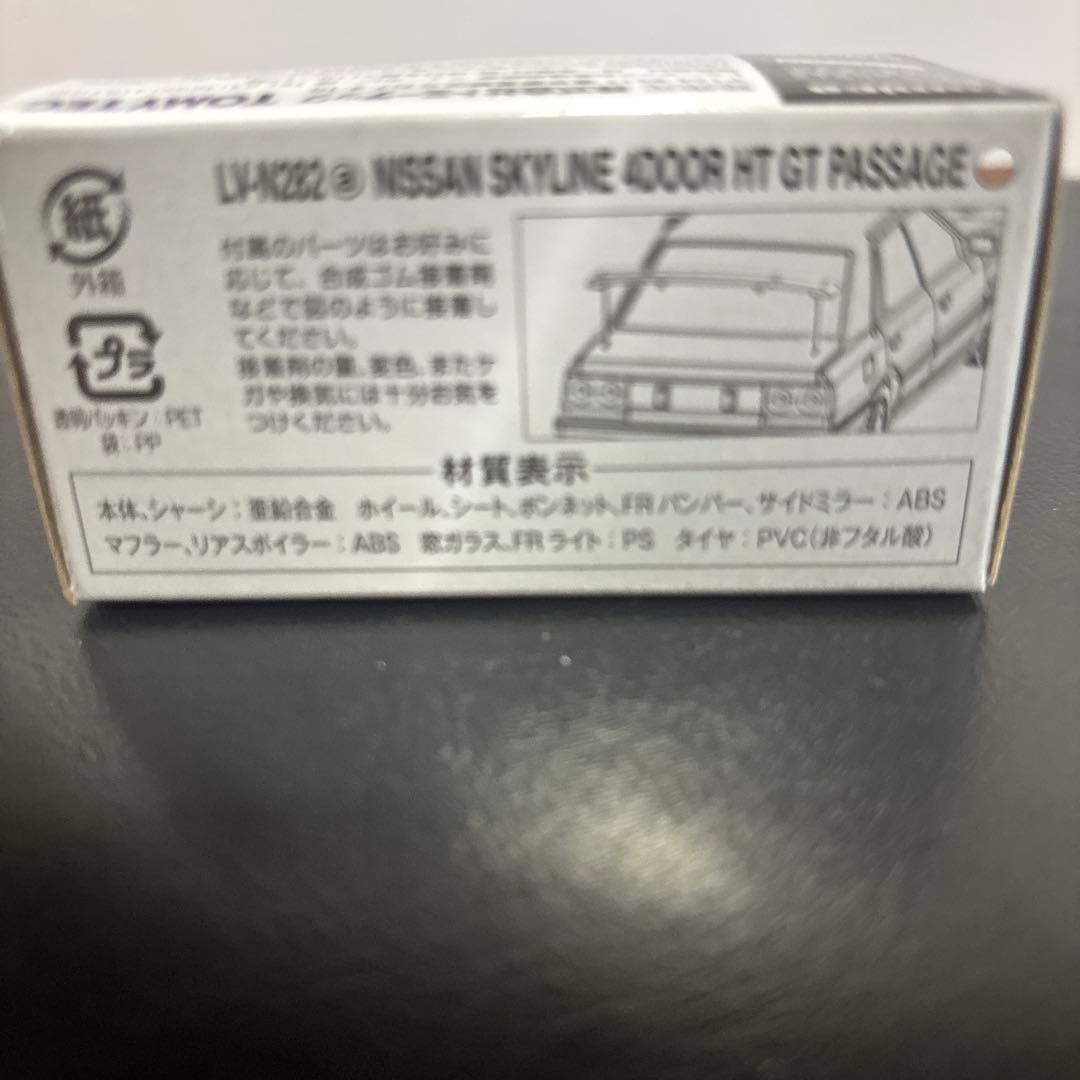 TOMYTEC
LV-N282 ⓐ NISSAN SKYLINE 4DOOR HT GT PASSAGE
紙
外箱
プラ
透明パッキン：PET
袋：PP
付属のパーツはお好みに
応じて、合成ゴム接着剤
などで図のように接着し
てください。
接着剤の量、変色、またケ
ガや換気には十分お気を
つけください。
材質表示
本体、シャーシ：亜鉛合金　ホイール、シート、ボンネット、FRバンパー、サイドミラー：ABS
マフラー、リアスポイラー：ABS　窓ガラス、FRライト：PS　タイヤ：PVC(非フタル酸)